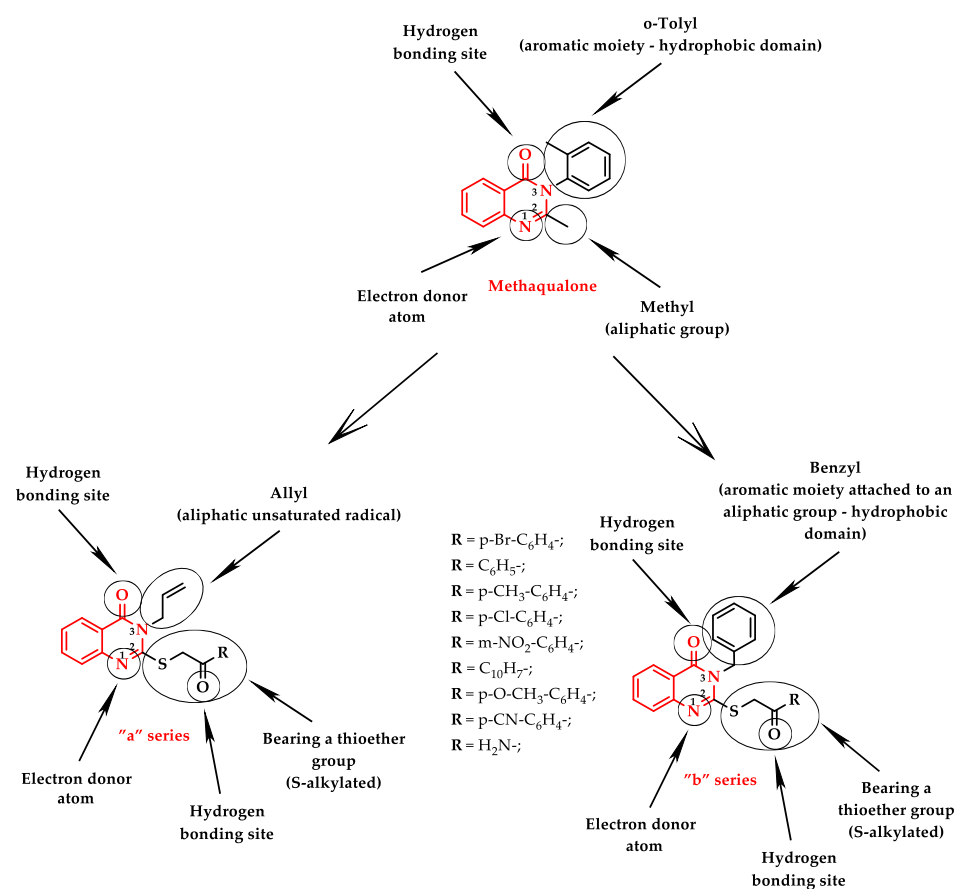 Hydrogen
bonding site
o-Tolyl
(aromatic moiety - hydrophobic domain)
O
N
3
2
1
N
Methaqualone
Electron donor
atom
Methyl
(aliphatic group)
Hydrogen
bonding site
Allyl
(aliphatic unsaturated radical)
O
N
3
2
1
N
S
R
O
"a" series
Electron donor
atom
Hydrogen
bonding site
Bearing a thioether
group
(S-alkylated)
R = p-Br-C6H4-;
R = C6H5-;
R = p-CH3-C6H4-;
R = p-Cl-C6H4-;
R = m-NO2-C6H4-;
R = C10H7-;
R = p-O-CH3-C6H4-;
R = p-CN-C6H4-;
R = H2N-;
Benzyl
(aromatic moiety attached to an
aliphatic group - hydrophobic
domain)
Hydrogen
bonding site
O
N
3
2
1
N
S
R
O
"b" series
Electron donor
atom
Hydrogen
bonding site
Bearing a
thioether group
(S-alkylated)